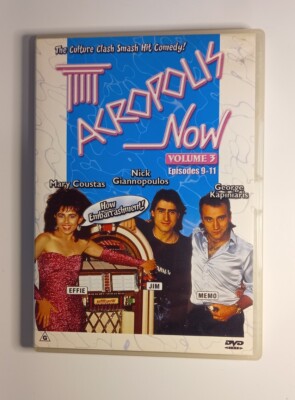 The Culture Clash Smash Hit Comedy!
ACROPOLIS
NOW
VOLUME 3
Episodes 9-11
Mary Coustas
Nick
Giannopoulos
George
Kapiniaris
How
Embarrassment!
EFFIE
JIM
MEMO
G
DVD